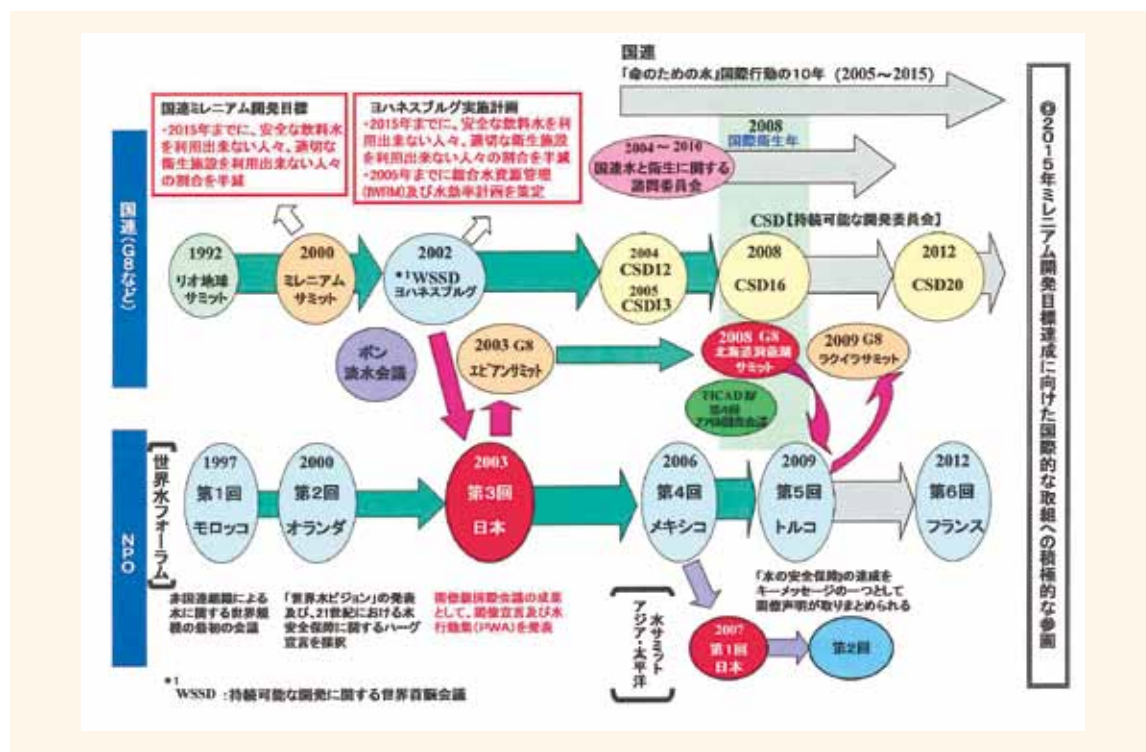 国連
「命のための水」国際行動の10年 (2005~2015)
国連ミレニアム開発目標
・2015年までに、安全な飲料水
を利用出来ない人々、適切な
衛生施設を利用出来ない人々
の割合を半減
ヨハネスブルグ実施計画
・2015年までに、安全な飲料水を利
用出来ない人々、適切な衛生施設
を利用出来ない人々の割合を半減
・2005年までに総合水資源管理
(IWRM)及び水効率計画を策定
2008
国際衛生年
2004~2010
国連水と衛生に関する
諮問委員会
CSD【持続可能な開発委員会】
国連(G8など)
1992
リオ地球
サミット
2000
ミレニアム
サミット
2002
*1 WSSD
ヨハネスブルグ
2004
CSD12
2005
CSD13
2008
CSD16
2012
CSD20
ボン
淡水会議
2003 G8
エビアンサミット
2008 G8
北海道洞爺湖
サミット
2009 G8
ラクイラサミット
TICAD Ⅳ
第4回
アフリカ開発会議
NPO
【世界水フォーラム】
1997
第1回
モロッコ
2000
第2回
オランダ
2003
第3回
日本
2006
第4回
メキシコ
2009
第5回
トルコ
2012
第6回
フランス
非国連組織による
水に関する世界規
模の最初の会議
「世界水ビジョン」の発表
及び、21世紀における水
安全保障に関するハーグ
宣言を採択
閣僚級国際会議の成果
として、閣僚宣言及び水
行動集(PWA)を発表
「水の安全保障」の達成を
キーメッセージの一つとして
閣僚声明が取りまとめられる
【アジア・太平洋
水サミット】
2007
第1回
日本
第2回
*1
WSSD :持続可能な開発に関する世界首脳会議
◎2015年ミレニアム開発目標達成に向けた国際的な取組への積極的な参画